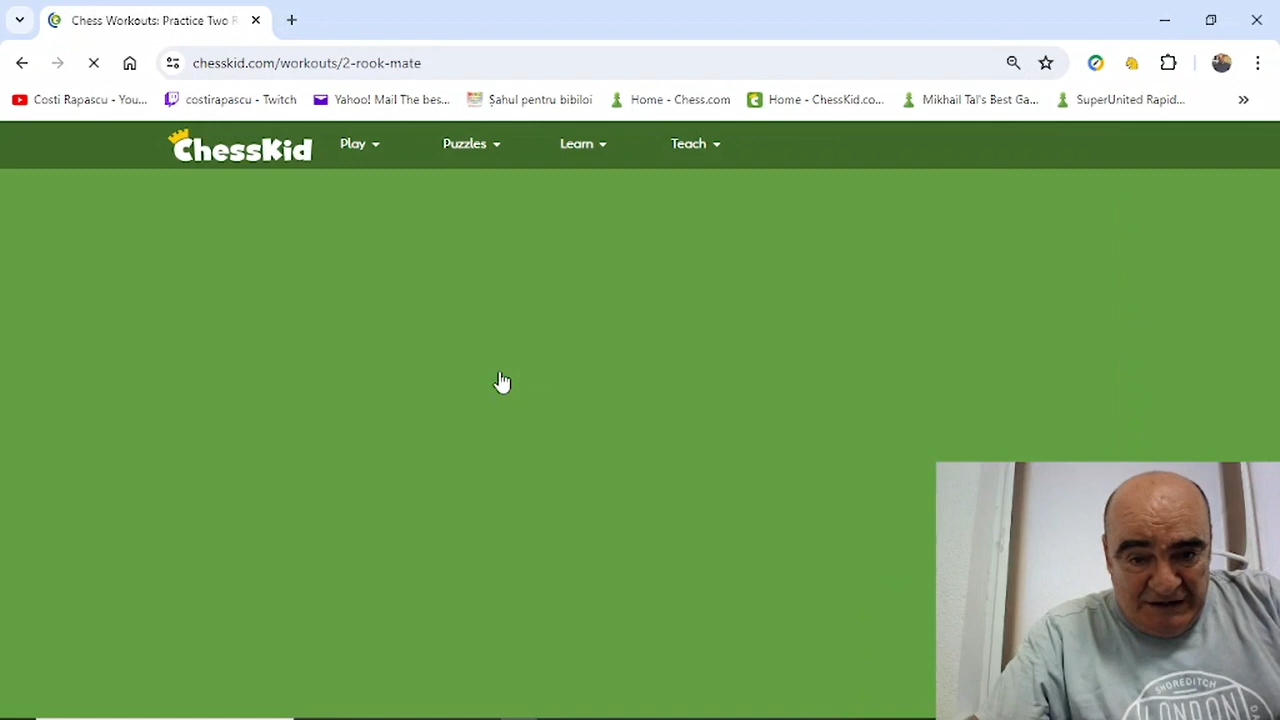 Chess Workouts: Practice Two R
chesskid.com/workouts/2-rook-mate
Costi Rapascu - You...
costirapascu - Twitch
Yahoo! Mail The bes...
Șahul pentru bibiloi
Home - Chess.com
Home - ChessKid.co...
Mikhail Tal's Best Ga...
SuperUnited Rapid...
ChessKid
Play
Puzzles
Learn
Teach
SHOREDITCH
LONDON